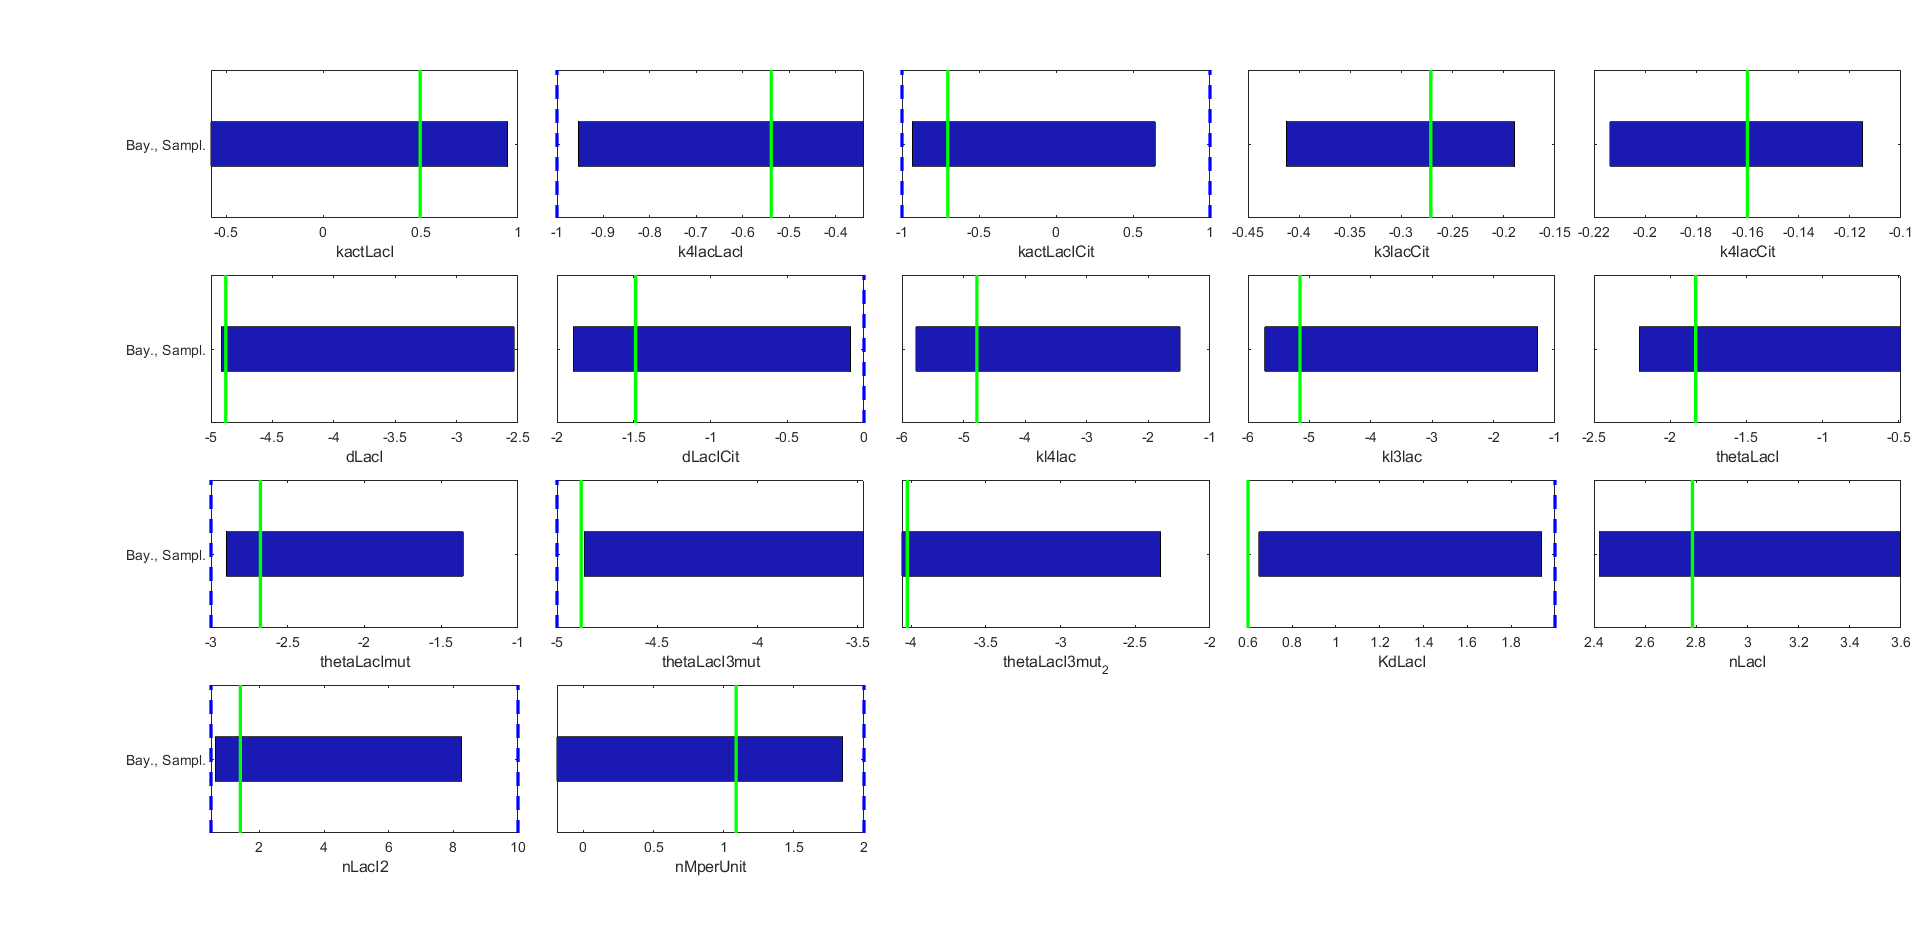 Bay., Sampl.
-0.5 0 0.5 1
kactLacI
-1 -0.9 -0.8 -0.7 -0.6 -0.5 -0.4
k4lacLacI
-1 -0.5 0 0.5 1
kactLacICit
-0.45 -0.4 -0.35 -0.3 -0.25 -0.2 -0.15
k3lacCit
-0.22 -0.2 -0.18 -0.16 -0.14 -0.12 -0.1
k4lacCit
Bay., Sampl.
-5 -4.5 -4 -3.5 -3 -2.5
dLacI
-2 -1.5 -1 -0.5 0
dLacICit
-6 -5 -4 -3 -2 -1
kl4lac
-6 -5 -4 -3 -2 -1
kl3lac
-2.5 -2 -1.5 -1 -0.5
thetaLacI
Bay., Sampl.
-3 -2.5 -2 -1.5 -1
thetaLacImut
-5 -4.5 -4 -3.5
thetaLacI3mut
-4 -3.5 -3 -2.5 -2
thetaLacI3mut2
0.6 0.8 1 1.2 1.4 1.6 1.8
KdLacI
2.4 2.6 2.8 3 3.2 3.4 3.6
nLacI
Bay., Sampl.
2 4 6 8 10
nLacI2
0 0.5 1 1.5 2
nMperUnit